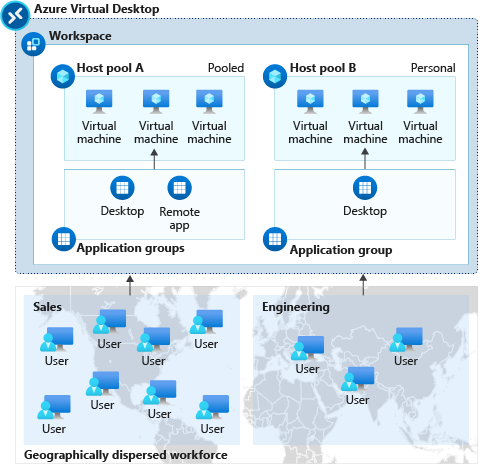 Azure Virtual Desktop
Workspace
Host pool A
Pooled
Virtual
machine
Virtual
machine
Virtual
machine
Desktop
Remote
app
Application groups
Host pool B
Personal
Virtual
machine
Virtual
machine
Virtual
machine
Desktop
Application group
Sales
User
User
User
User
User
User
User
User
Engineering
User
User
User
Geographically dispersed workforce